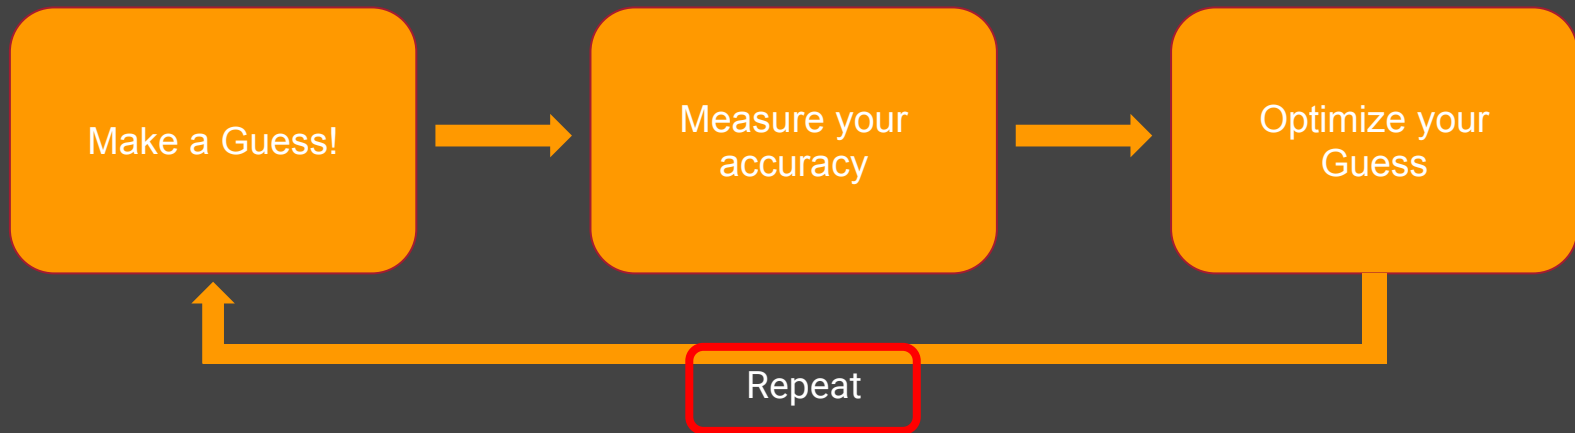 Make a Guess!
Measure your
accuracy
Optimize your
Guess
Repeat